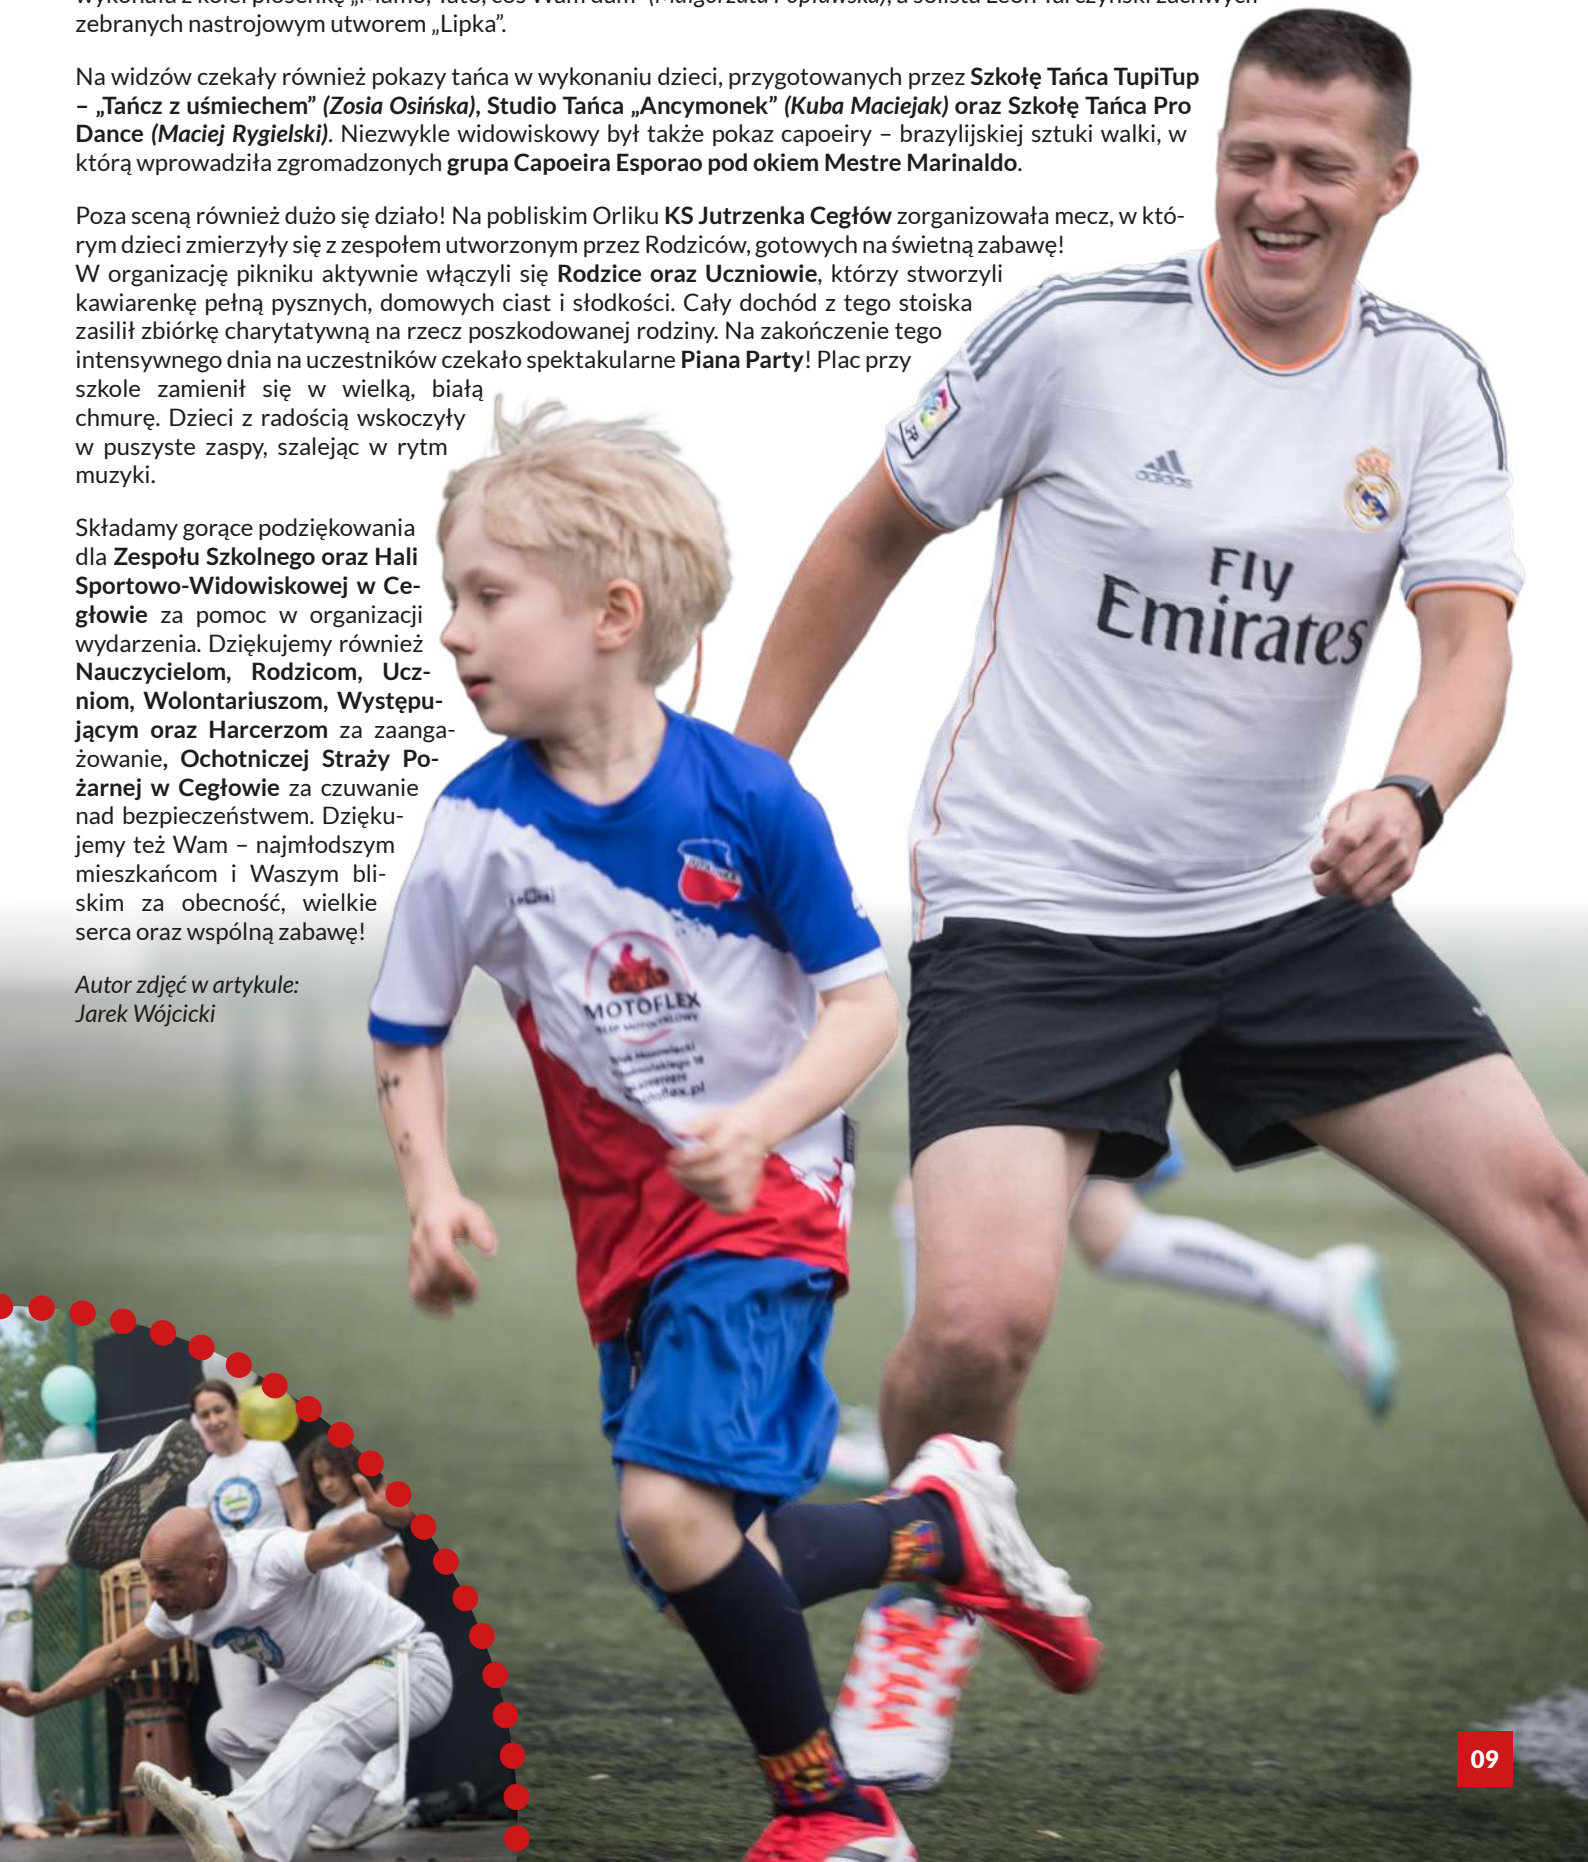 zebranych nastrojowym utworem „Lipka”.
Na widzów czekały również pokazy tańca w wykonaniu dzieci, przygotowanych przez Szkołę Tańca TupiTup
– „Tańcz z uśmiechem” (Zosia Osińska), Studio Tańca „Ancymonek” (Kuba Maciejak) oraz Szkołę Tańca Pro
Dance (Maciej Rygielski). Niezwykle widowiskowy był także pokaz capoeiry – brazylijskiej sztuki walki, w
którą wprowadziła zgromadzonych grupa Capoeira Esporao pod okiem Mestre Marinaldo.
Poza sceną również dużo się działo! Na pobliskim Orliku KS Jutrzenka Cegłów zorganizowała mecz, w któ-
rym dzieci zmierzyły się z zespołem utworzonym przez Rodziców, gotowych na świetną zabawę!
W organizację pikniku aktywnie włączyli się Rodzice oraz Uczniowie, którzy stworzyli
kawiarenkę pełną pysznych, domowych ciast i słodkości. Cały dochód z tego stoiska
zasilił zbiórkę charytatywną na rzecz poszkodowanej rodziny. Na zakończenie tego
intensywnego dnia na uczestników czekało spektakularne Piana Party! Plac przy
szkole zamienił się w wielką, białą
chmurę. Dzieci z radością wskoczyły
w puszyste zaspy, szalejąc w rytm
muzyki.
Składamy gorące podziękowania
dla Zespołu Szkolnego oraz Hali
Sportowo-Widowiskowej w Ce-
głowie za pomoc w organizacji
wydarzenia. Dziękujemy również
Nauczycielom, Rodzicom, Ucz-
niom, Wolontariuszom, Występu-
jącym oraz Harcerzom za zaanga-
żowanie, Ochotniczej Straży Po-
żarnej w Cegłowie za czuwanie
nad bezpieczeństwem. Dzięku-
jemy też Wam – najmłodszym
mieszkańcom i Waszym bli-
skim za obecność, wielkie
serca oraz wspólną zabawę!
Autor zdjęć w artykule:
Jarek Wójcicki
adidas
Fly
Emirates
MOTOFLEX
09